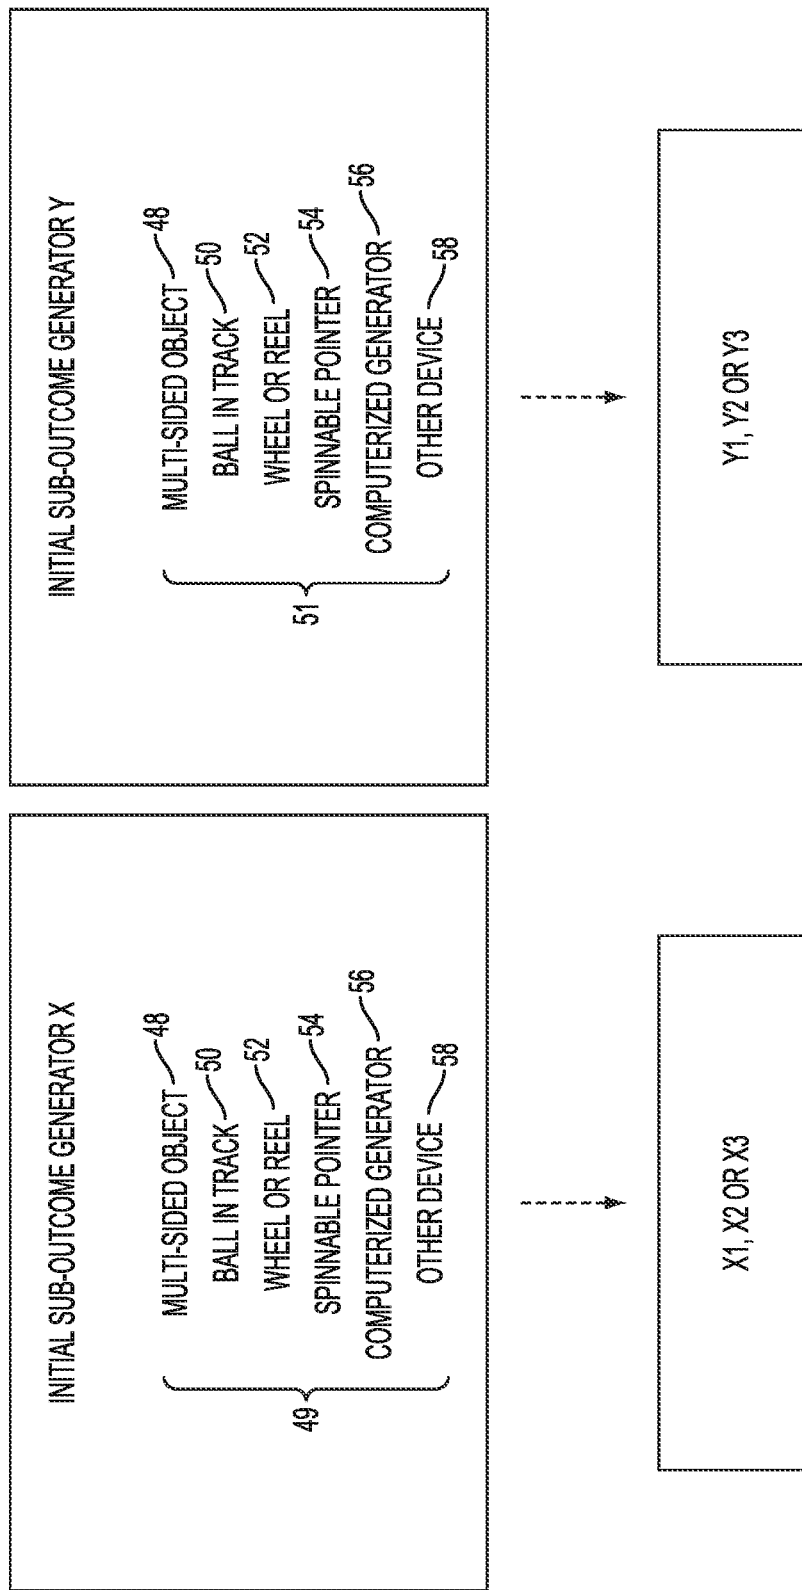 INITIAL SUB-OUTCOME GENERATOR X
MULTI-SIDED OBJECT 48
BALL IN TRACK 50
WHEEL OR REEL 52
SPINNABLE POINTER 54
COMPUTERIZED GENERATOR 56
OTHER DEVICE 58
49
X1, X2 OR X3
INITIAL SUB-OUTCOME GENERATOR Y
MULTI-SIDED OBJECT 48
BALL IN TRACK 50
WHEEL OR REEL 52
SPINNABLE POINTER 54
COMPUTERIZED GENERATOR 56
OTHER DEVICE 58
51
Y1, Y2 OR Y3